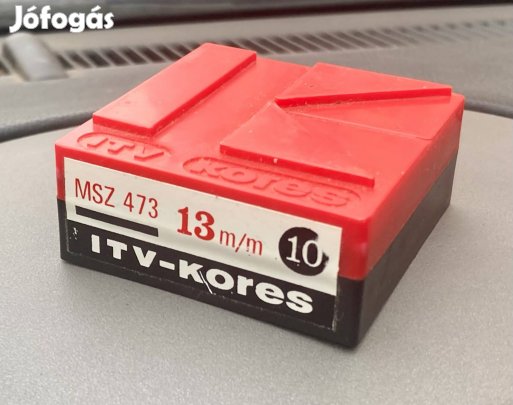 Jófogás
ITV kores
MSZ 473 13 m/m 10
ITV-Kores